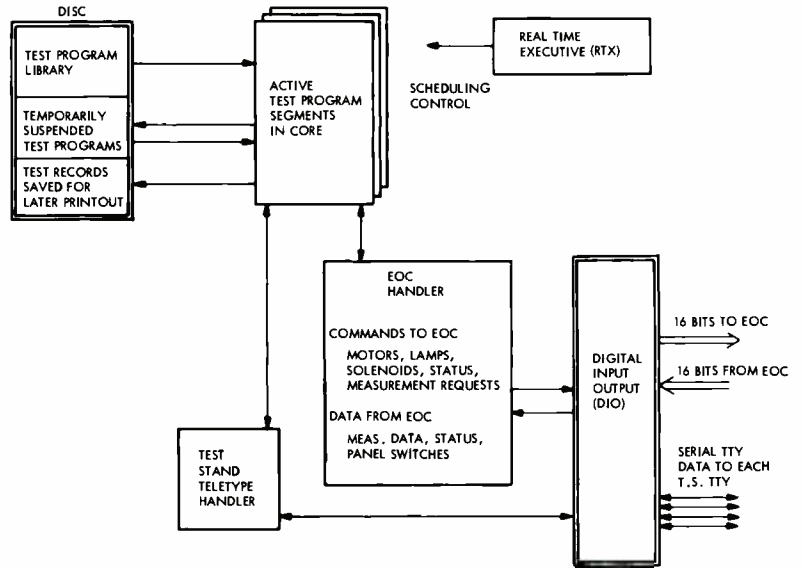 DISC
TEST PROGRAM
LIBRARY
TEMPORARILY
SUSPENDED
TEST PROGRAMS
TEST RECORDS
SAVED FOR
LATER PRINTOUT
ACTIVE
TEST PROGRAM
SEGMENTS
IN CORE
REAL TIME
EXECUTIVE (RTX)
SCHEDULING
CONTROL
EOC
HANDLER
COMMANDS TO EOC
MOTORS, LAMPS,
SOLENOIDS, STATUS,
MEASUREMENT REQUESTS
DATA FROM EOC
MEAS. DATA, STATUS,
PANEL SWITCHES
TEST
STAND
TELETYPE
HANDLER
DIGITAL
INPUT
OUTPUT
(DIO)
16 BITS TO EOC
16 BITS FROM EOC
SERIAL TTY
DATA TO EACH
T.S. TTY